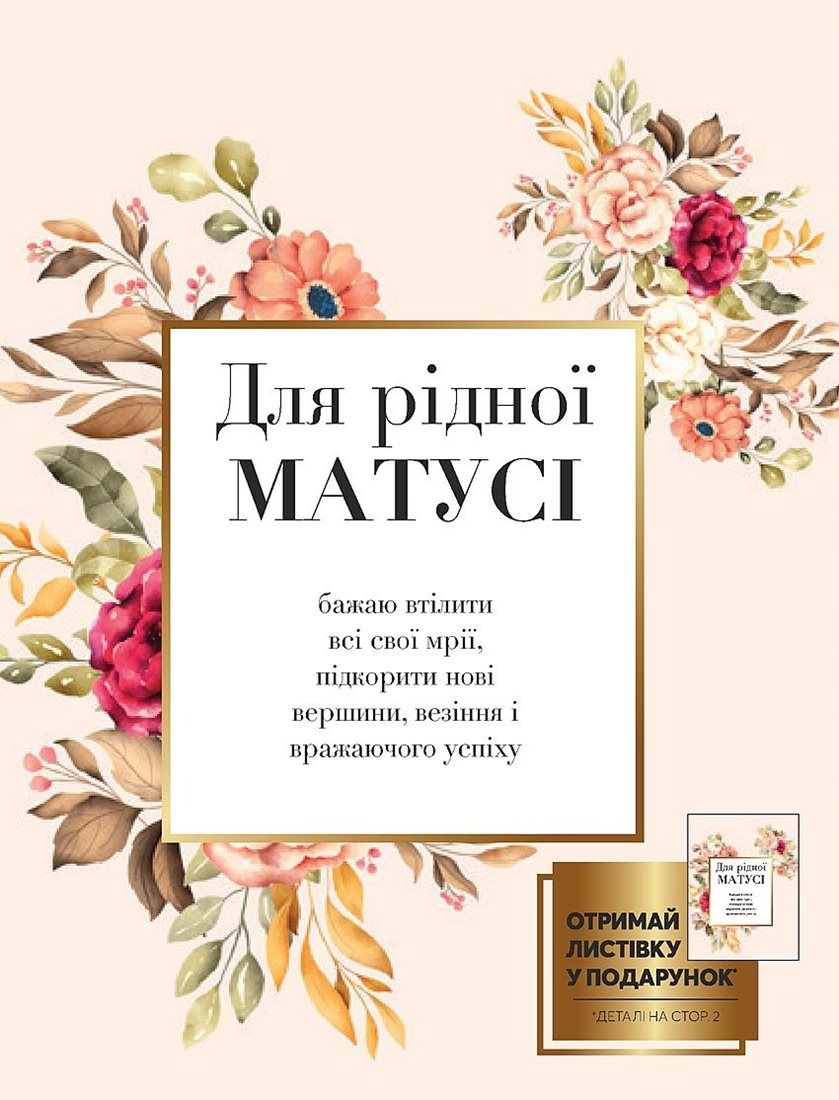 Для рідної
МАТУСІ
бажаю втілити
всі свої мрії,
підкорити нові
вершини, везіння і
вражаючого успіху
Для рідної
МАТУСІ
ОТРИМАЙ
ЛИСТІВКУ
У ПОДАРУНОК*
*ДЕТАЛІ НА СТОР. 2